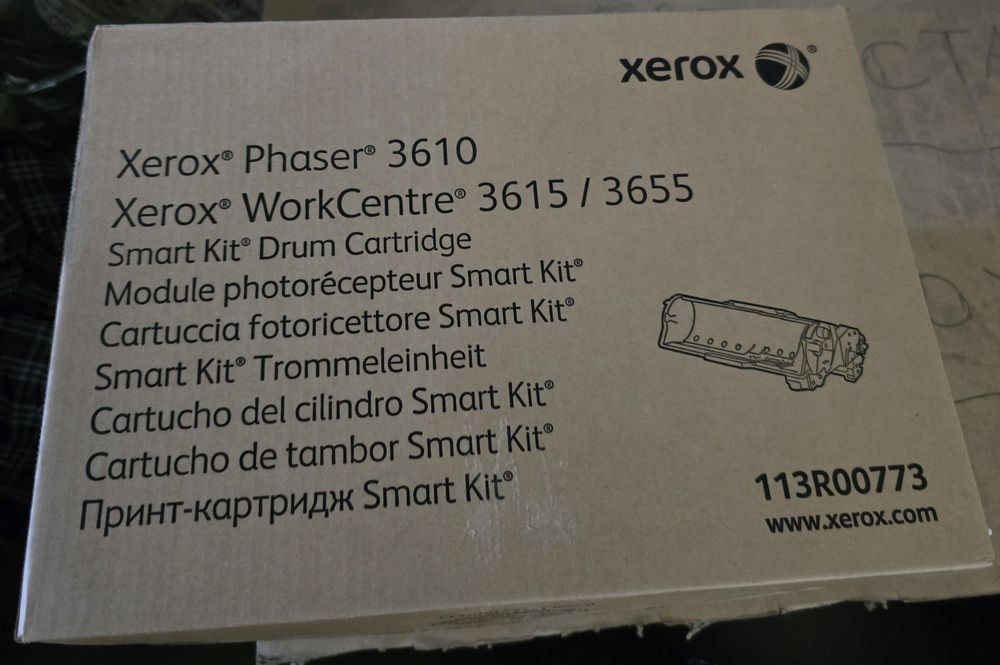 xerox®
Xerox® Phaser® 3610
Xerox® WorkCentre® 3615 / 3655
Smart Kit® Drum Cartridge
Module photorécepteur Smart Kit®
Cartuccia fotoricettore Smart Kit®
Smart Kit® Trommeleinheit
Cartucho del cilindro Smart Kit®
Cartucho de tambor Smart Kit®
Принт-картридж Smart Kit®
113R00773
www.xerox.com